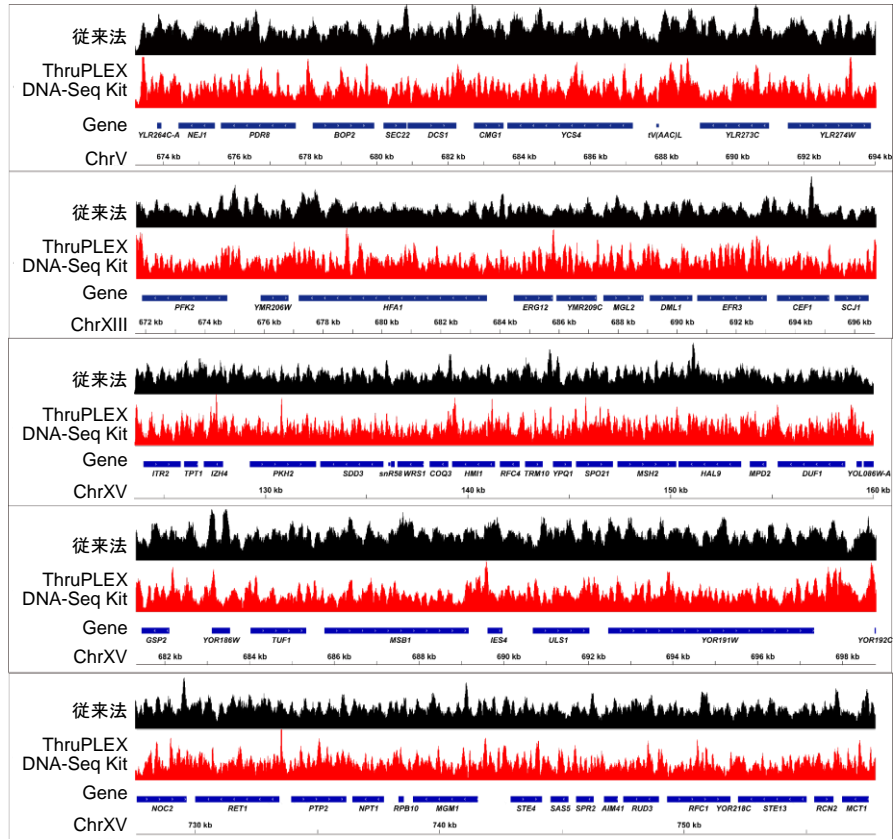 従来法
ThruPLEX
DNA-Seq Kit
Gene
YLR264C-A NEJ1 PDR8 BOP2 SEC22 DCS1 CMG1 YCS4 tV(AAC)L YLR273C YLR274W
ChrV
674 kb 676 kb 678 kb 680 kb 682 kb 684 kb 686 kb 688 kb 690 kb 692 kb 694 kb
従来法
ThruPLEX
DNA-Seq Kit
Gene
PFK2 YMR206W HFA1 ERG12 YMR209C MGL2 DML1 EFR3 CEF1 SCJ1
ChrXIII
672 kb 674 kb 676 kb 678 kb 680 kb 682 kb 684 kb 686 kb 688 kb 690 kb 692 kb 694 kb 696 kb
従来法
ThruPLEX
DNA-Seq Kit
Gene
ITR2 TPT1 IZH4 PKH2 SDD3 snR58 WRS1 COQ3 HMI1 RFC4 TRM10 YPQ1 SPO21 MSH2 HAL9 MPD2 DUF1 YOL086W-A
ChrXV
130 kb 140 kb 150 kb 160 kb
従来法
ThruPLEX
DNA-Seq Kit
Gene
GSP2 YOR186W TUF1 MSB1 IES4 ULS1 YOR191W YOR192C
ChrXV
682 kb 684 kb 686 kb 688 kb 690 kb 692 kb 694 kb 696 kb 698 kb
従来法
ThruPLEX
DNA-Seq Kit
Gene
NOC2 RET1 PTP2 NPT1 RPB10 MGM1 STE4 SAS5 SPR2 AIM41 RUD3 RFC1 YOR218C STE13 RCN2 MCT1
ChrXV
730 kb 740 kb 750 kb